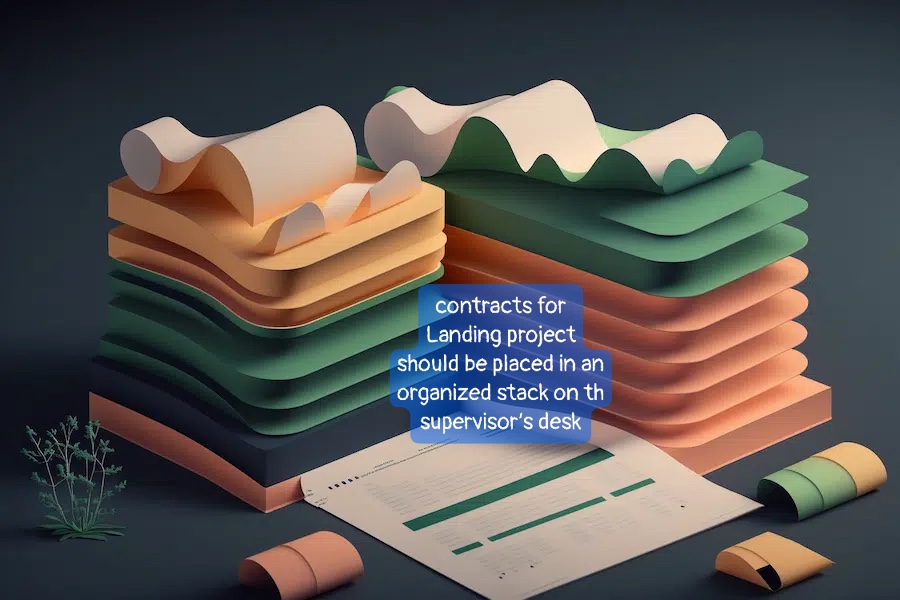 contracts for
Landing project
should be placed in an
organized stack on th
supervisor's desk